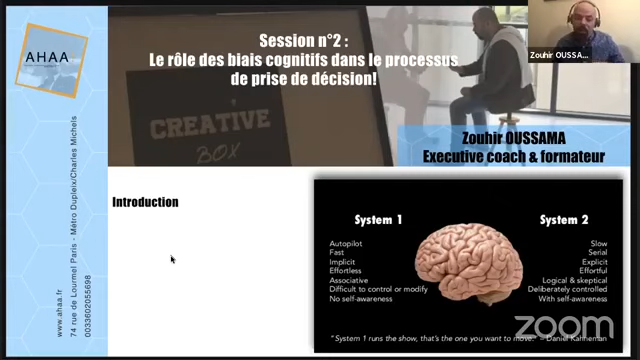 AHAA
Session n°2 :
Le rôle des biais cognitifs dans le processus
de prise de décision!
CREATIVE
BOX
Zouhir OUSSA...
Zouhir OUSSAMA
Executive coach & formateur
www.ahaa.fr
74 rue de Lourmel Paris - Métro Dupleix/Charles Michels
0033602055698
Introduction
System 1
Autopilot
Fast
Implicit
Effortless
Associative
Difficult to control or modify
No self-awareness
System 2
Slow
Serial
Explicit
Effortful
Logical & skeptical
Deliberately controlled
With self-awareness
"System 1 runs the show, that's the one you want to move." – Daniel Kahneman
zoom